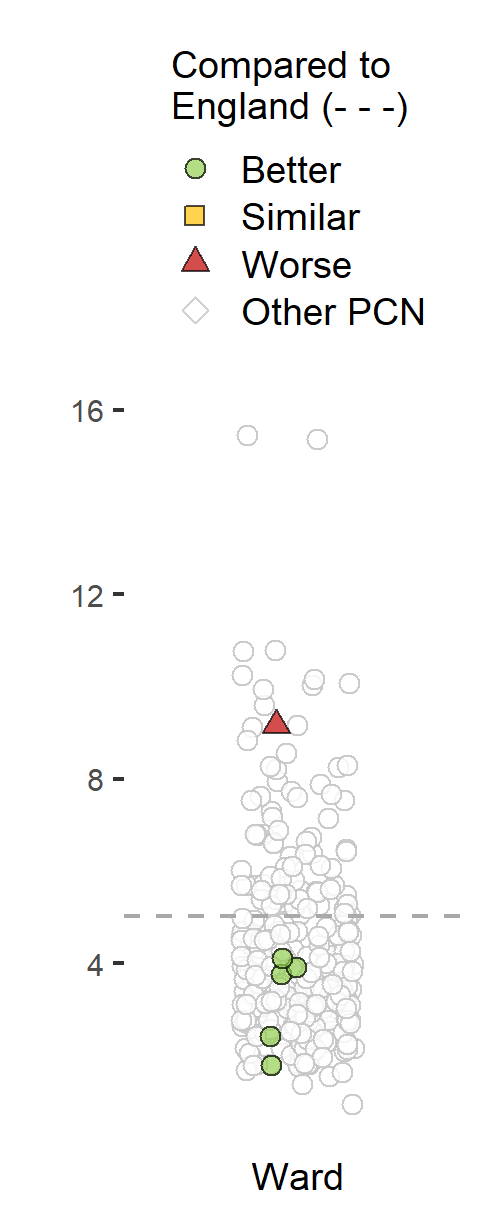 Compared to
England (- - -)
Better
Similar
Worse
Other PCN
16
12
8
4
Ward